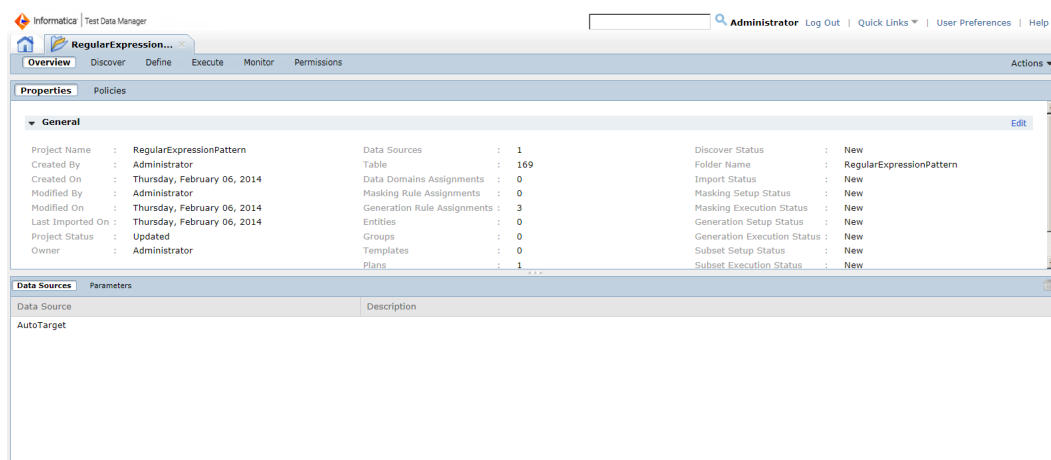 Informatica Test Data Manager
Administrator Log Out | Quick Links | User Preferences | Help
RegularExpression...
Overview Discover Define Execute Monitor Permissions Actions
Properties Policies
General Edit
Project Name : RegularExpressionPattern Data Sources : 1 Discover Status : New
Created By : Administrator Table : 169 Folder Name : RegularExpressionPattern
Created On : Thursday, February 06, 2014 Data Domains Assignments : 0 Import Status : New
Modified By : Administrator Masking Rule Assignments : 0 Masking Setup Status : New
Modified On : Thursday, February 06, 2014 Generation Rule Assignments : 3 Masking Execution Status : New
Last Imported On : Thursday, February 06, 2014 Entities : 0 Generation Setup Status : New
Project Status : Updated Groups : 0 Generation Execution Status : New
Owner : Administrator Templates : 0 Subset Setup Status : New
Plans : 1 Subset Execution Status : New
Data Sources Parameters
Data Source Description
AutoTarget